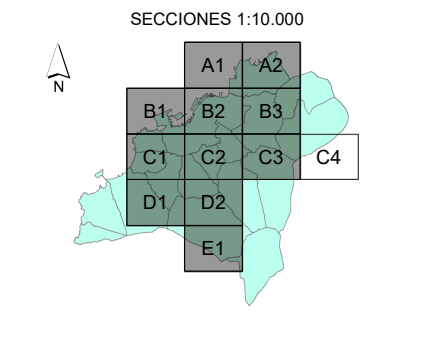 SECCIONES 1:10.000
N
A1 A2
B1 B2 B3
C1 C2 C3 C4
D1 D2
E1